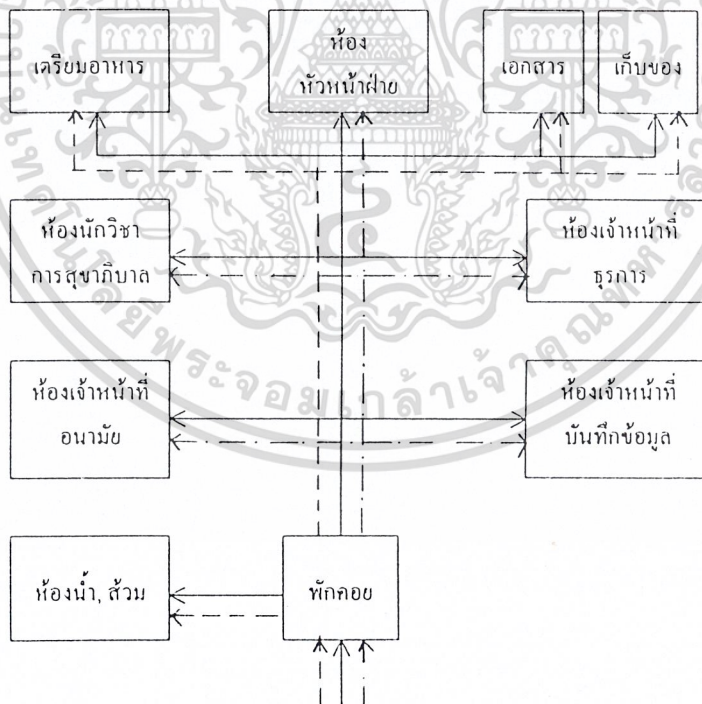 เตรียมอาหาร
ห้อง
หัวหน้าฝ่าย
เอกสาร
เก็บของ
ห้องนักวิชา
การสุขาภิบาล
ห้องเจ้าหน้าที่
ธุรการ
ห้องเจ้าหน้าที่
อนามัย
ห้องเจ้าหน้าที่
บันทึกข้อมูล
ห้องน้ำ, ส้วม
พักคอย